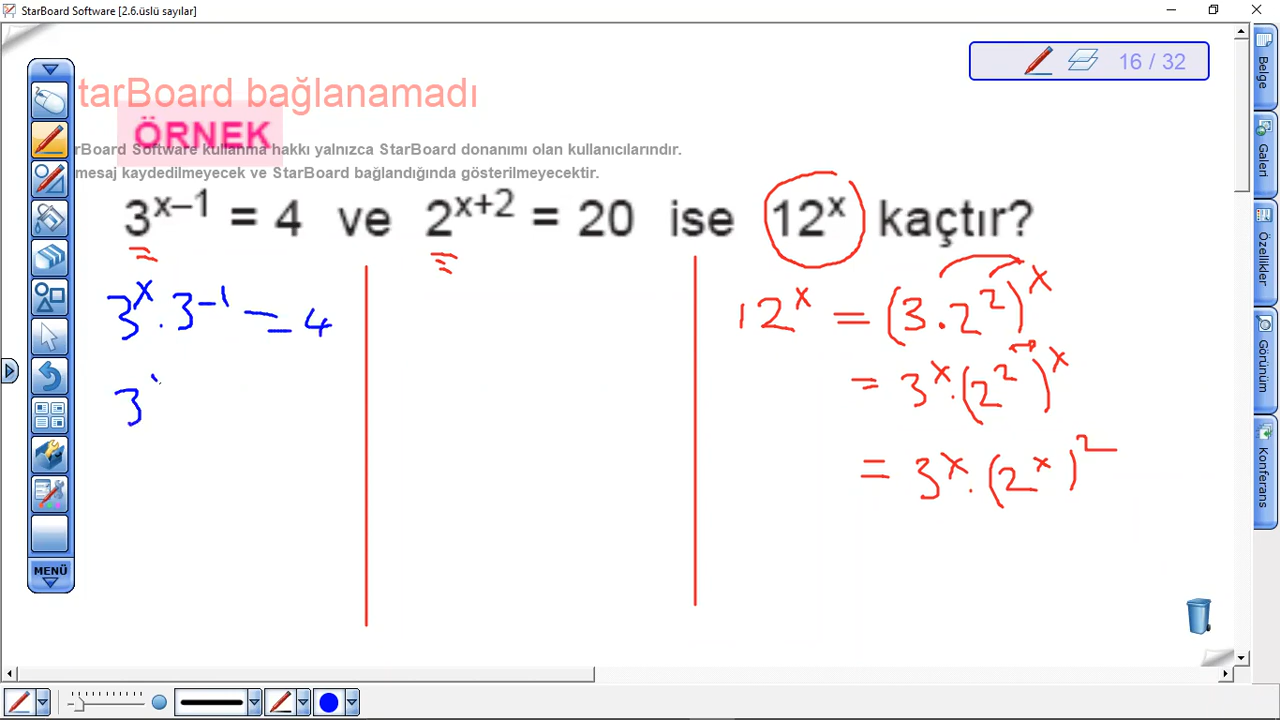 StarBoard Software [2.6.üslü sayılar]
16 / 32
tarBoard bağlanamadı
ÖRNEK
rBoard Software kullanma hakkı yalnızca StarBoard donanımı olan kullanıcılarındır.
mesaj kaydedilmeyecek ve StarBoard bağlandığında gösterilmeyecektir.
3^{x–1} = 4 ve 2^{x+2} = 20 ise 12^x kaçtır?
3^x . 3^{-1} = 4
3
12^x = (3 . 2^2)^x
= 3^x . (2^2)^x
= 3^x . (2^x)^2
MENÜ
Belge
Galeri
Özellikler
Görünüm
Konferans